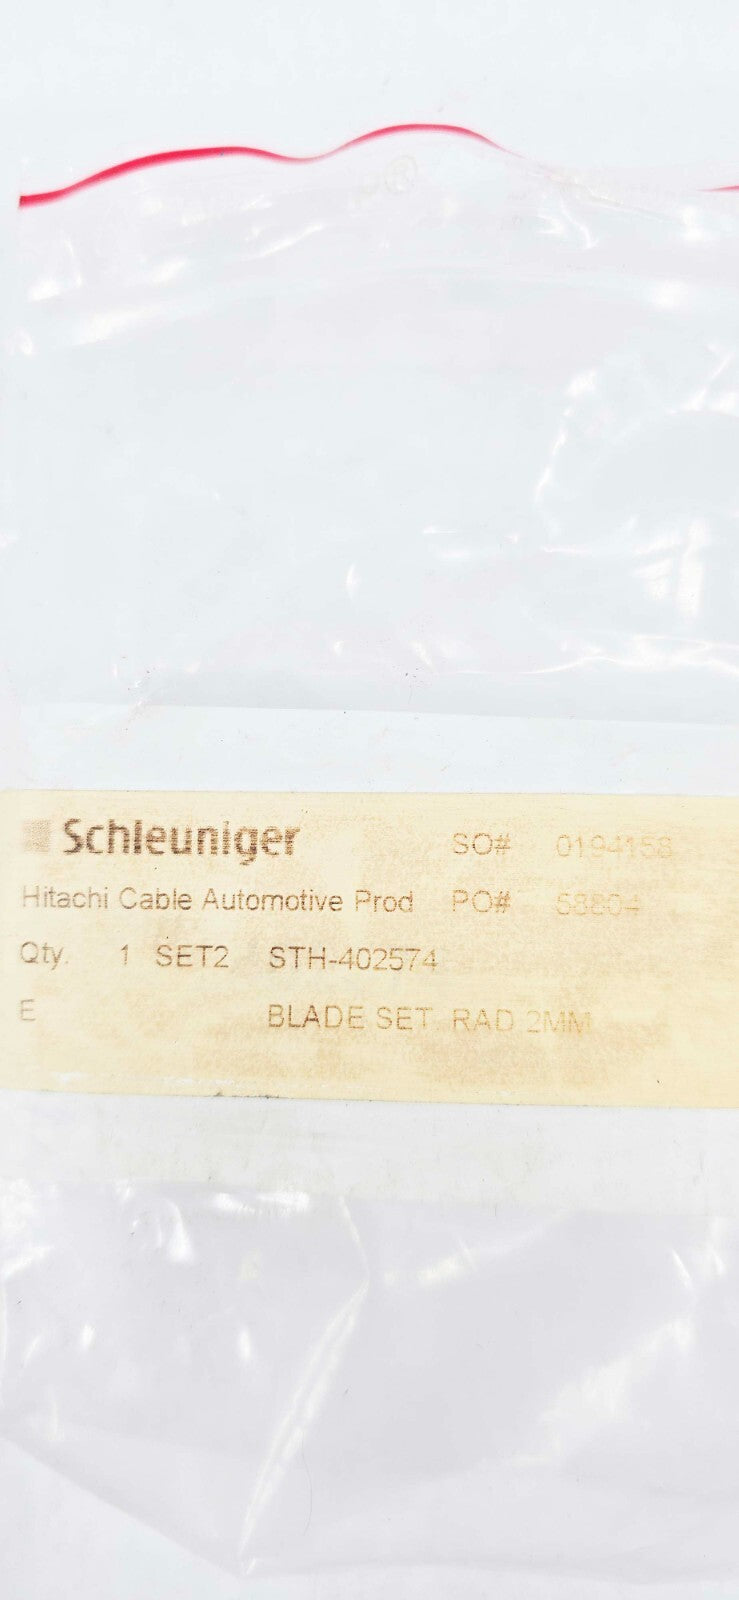 Schleuniger SO# 0194158
Hitachi Cable Automotive Prod PO# 58804
Qty. 1 SET2 STH-402574
E BLADE SET, RAD 2MM